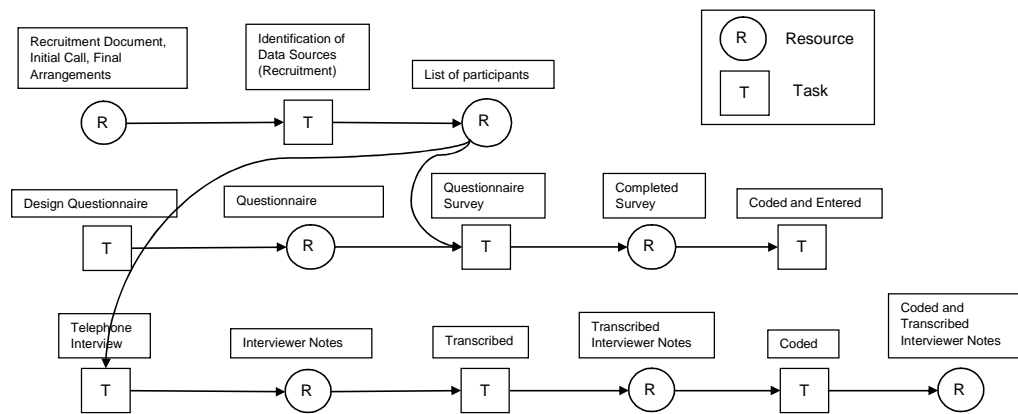 Recruitment Document,
Initial Call, Final
Arrangements
Identification of
Data Sources
(Recruitment)
List of participants
R
Resource
T
Task
R
T
R
Design Questionnaire
Questionnaire
Questionnaire
Survey
Completed
Survey
Coded and Entered
T
R
T
R
T
Telephone
Interview
Interviewer Notes
Transcribed
Transcribed
Interviewer Notes
Coded
Coded and
Transcribed
Interviewer Notes
T
R
T
R
T
R